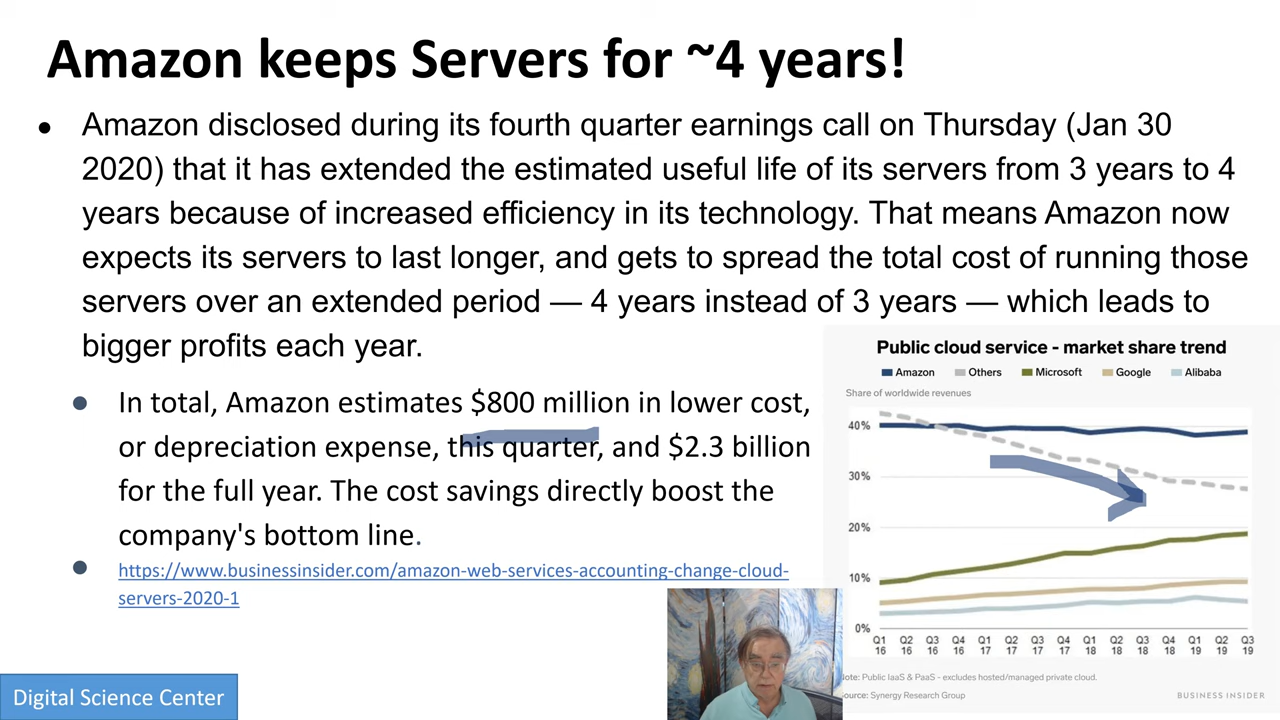 Amazon keeps Servers for ~4 years!
● Amazon disclosed during its fourth quarter earnings call on Thursday (Jan 30
2020) that it has extended the estimated useful life of its servers from 3 years to 4
years because of increased efficiency in its technology. That means Amazon now
expects its servers to last longer, and gets to spread the total cost of running those
servers over an extended period — 4 years instead of 3 years — which leads to
bigger profits each year.
● In total, Amazon estimates $800 million in lower cost,
or depreciation expense, this quarter, and $2.3 billion
for the full year. The cost savings directly boost the
company's bottom line.
● https://www.businessinsider.com/amazon-web-services-accounting-change-cloud-
servers-2020-1
Digital Science Center
Public cloud service - market share trend
Amazon Others Microsoft Google Alibaba
Share of worldwide revenues
40%
30%
20%
10%
0%
Q1 Q2 Q3 Q4 Q1 Q2 Q3 Q4 Q1 Q2 Q3 Q4 Q1 Q2 Q3
16 16 16 16 17 17 17 17 18 18 18 18 19 19 19
ote: Public IaaS & PaaS - excludes hosted/managed private cloud.
ource: Synergy Research Group
BUSINESS INSIDER